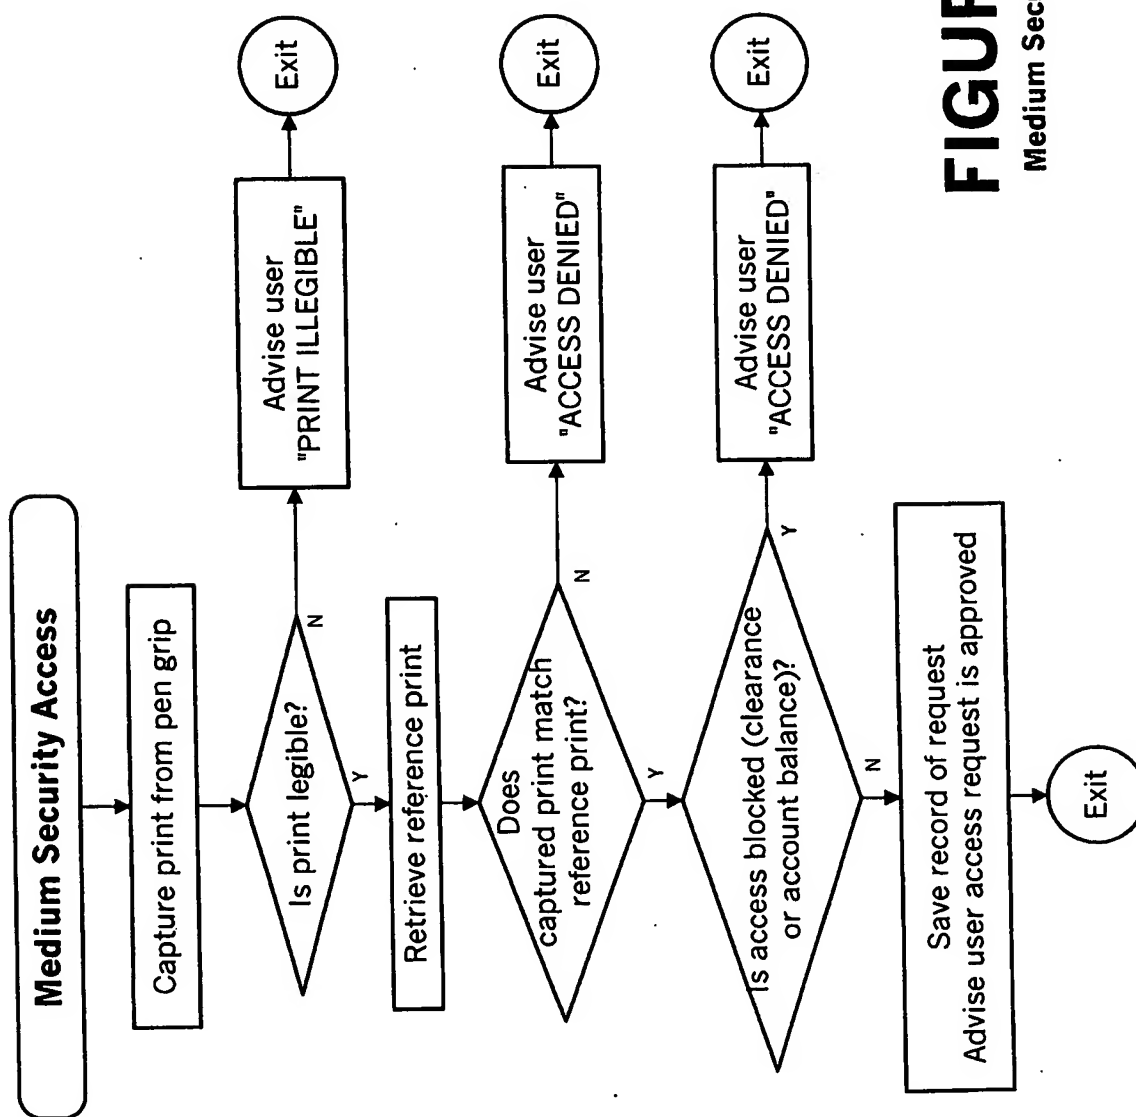 Medium Security Access
Capture print from pen grip
Is print legible?
N
Advise user
"PRINT ILLEGIBLE"
Exit
Y
Retrieve reference print
Does
captured print match
reference print?
N
Advise user
"ACCESS DENIED"
Exit
Y
Is access blocked (clearance
or account balance)?
Y
Advise user
"ACCESS DENIED"
Exit
N
Save record of request
Advise user access request is approved
Exit
Medium